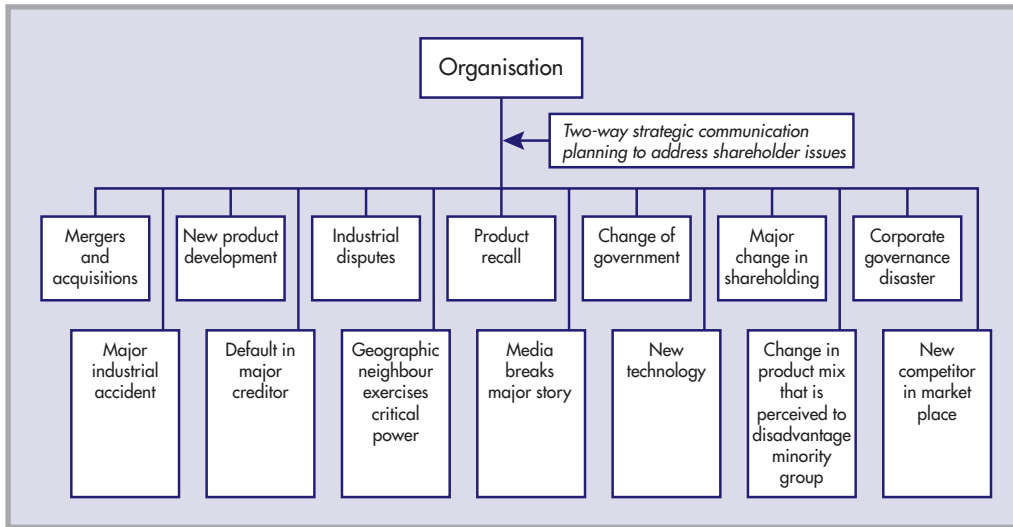 Organisation
Two-way strategic communication
planning to address shareholder issues
Mergers
and
acquisitions
New product
development
Industrial
disputes
Product
recall
Change of
government
Major
change in
shareholding
Corporate
governance
disaster
Major
industrial
accident
Default in
major
creditor
Geographic
neighbour
exercises
critical
power
Media
breaks
major story
New
technology
Change in
product mix
that is
perceived to
disadvantage
minority
group
New
competitor
in market
place